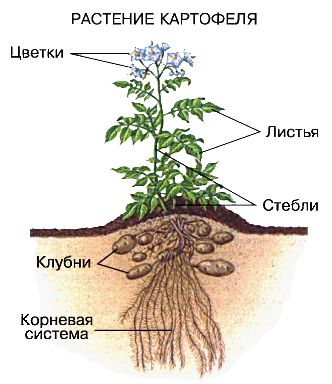 РАСТЕНИЕ КАРТОФЕЛЯ
Цветки
Листья
Стебли
Клубни
Корневая
система